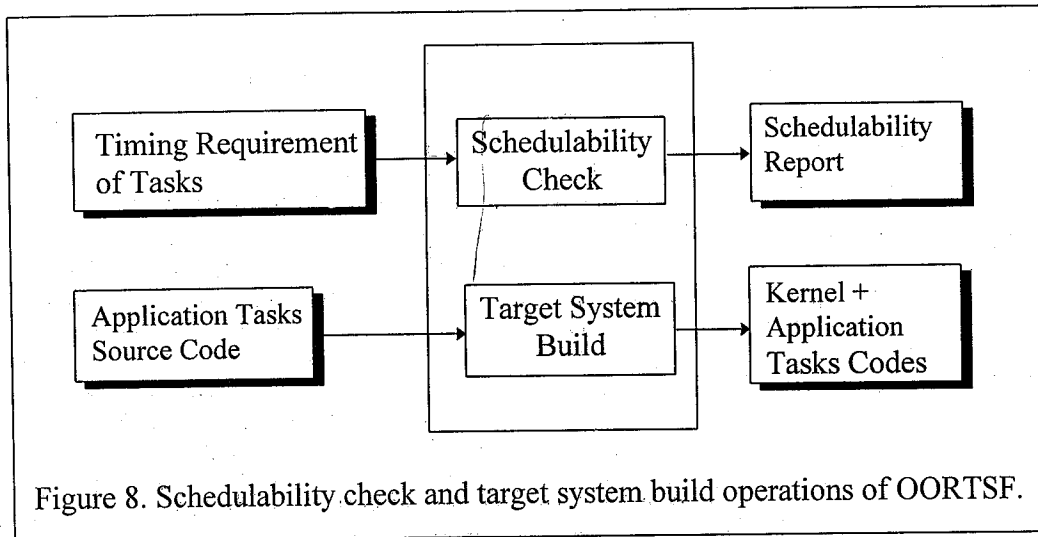 Timing Requirement
of Tasks
Schedulability
Check
Schedulability
Report
Application Tasks
Source Code
Target System
Build
Kernel +
Application
Tasks Codes
Figure 8. Schedulability check and target system build operations of OORTSF.